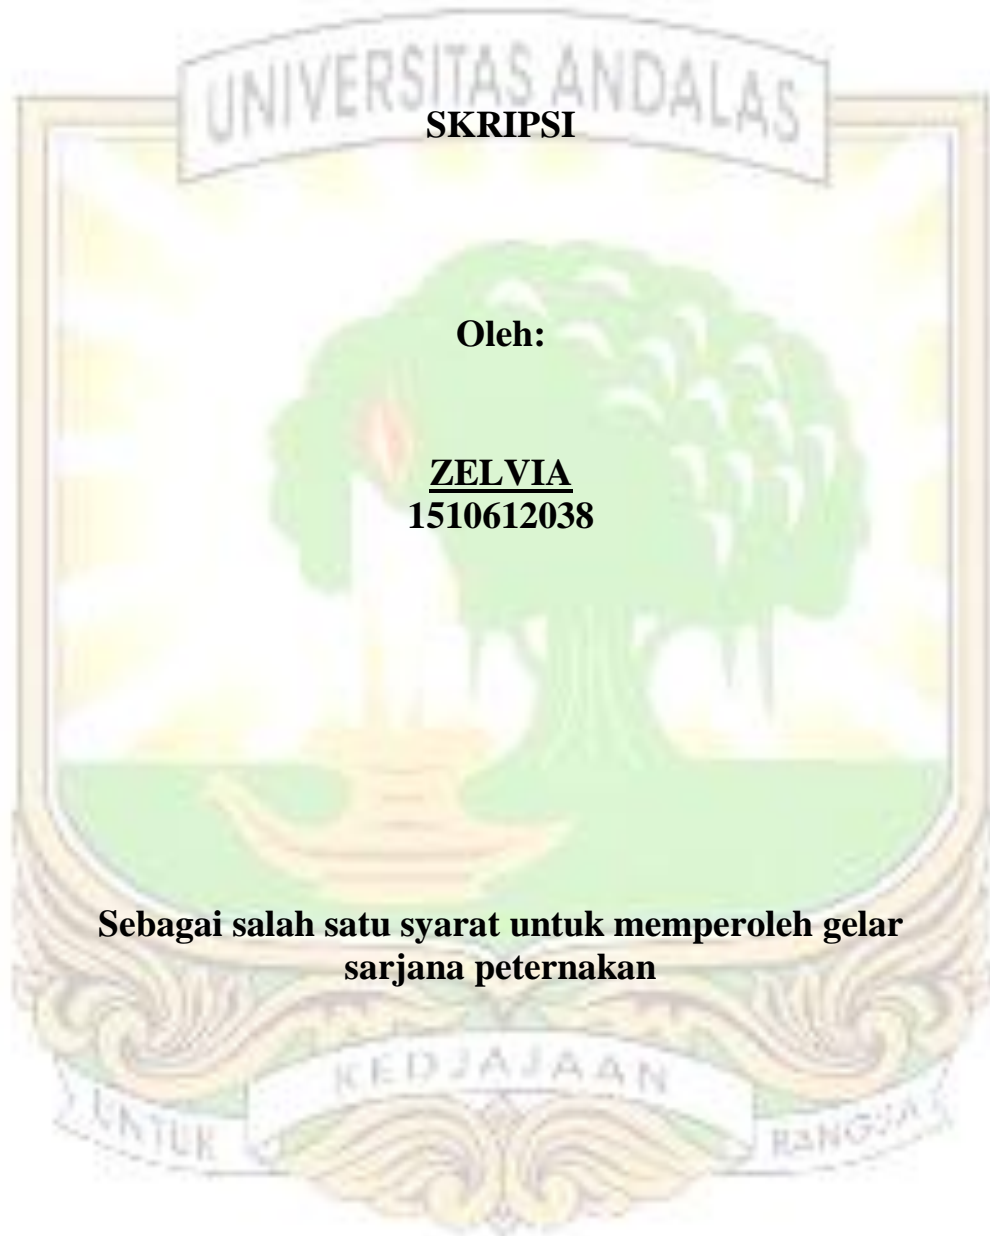 UNIVERSITAS ANDALAS
SKRIPSI
Oleh:
ZELVIA
1510612038
Sebagai salah satu syarat untuk memperoleh gelar
sarjana peternakan
KEDJAJAAN
UNTUK
BANGSA